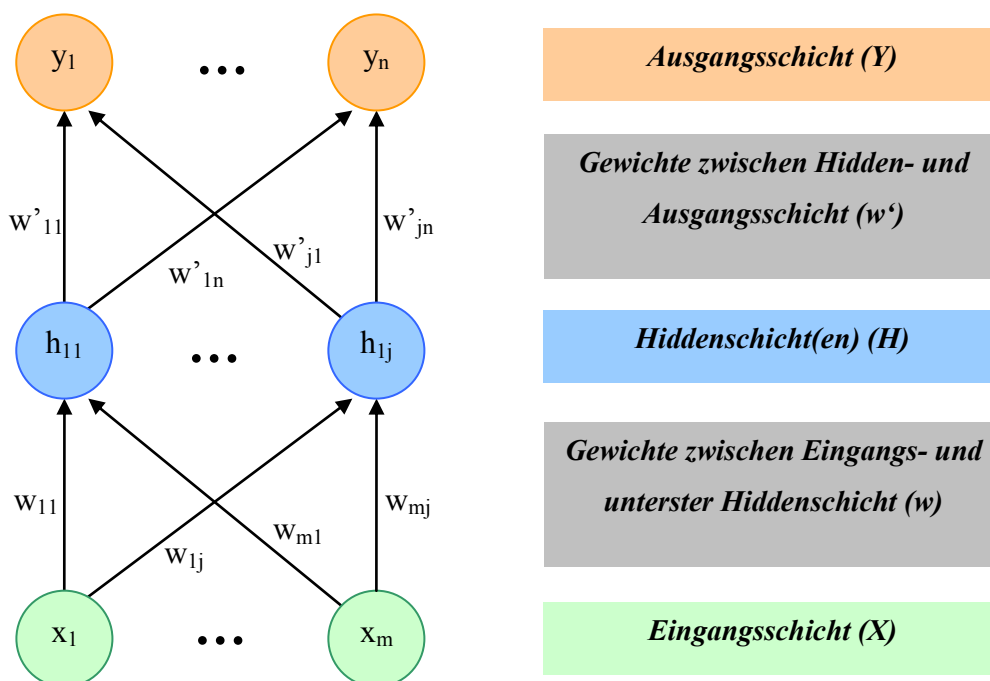 y₁ ... yₙ Ausgangsschicht (Y)
Gewichte zwischen Hidden- und
Ausgangsschicht (w‘)
w’₁₁ w’₁ₙ w’ⱼ₁ w’ⱼₙ
h₁₁ ... h₁ⱼ Hiddenschicht(en) (H)
Gewichte zwischen Eingangs- und
unterster Hiddenschicht (w)
w₁₁ w₁ⱼ wₘ₁ wₘⱼ
x₁ ... xₘ Eingangsschicht (X)